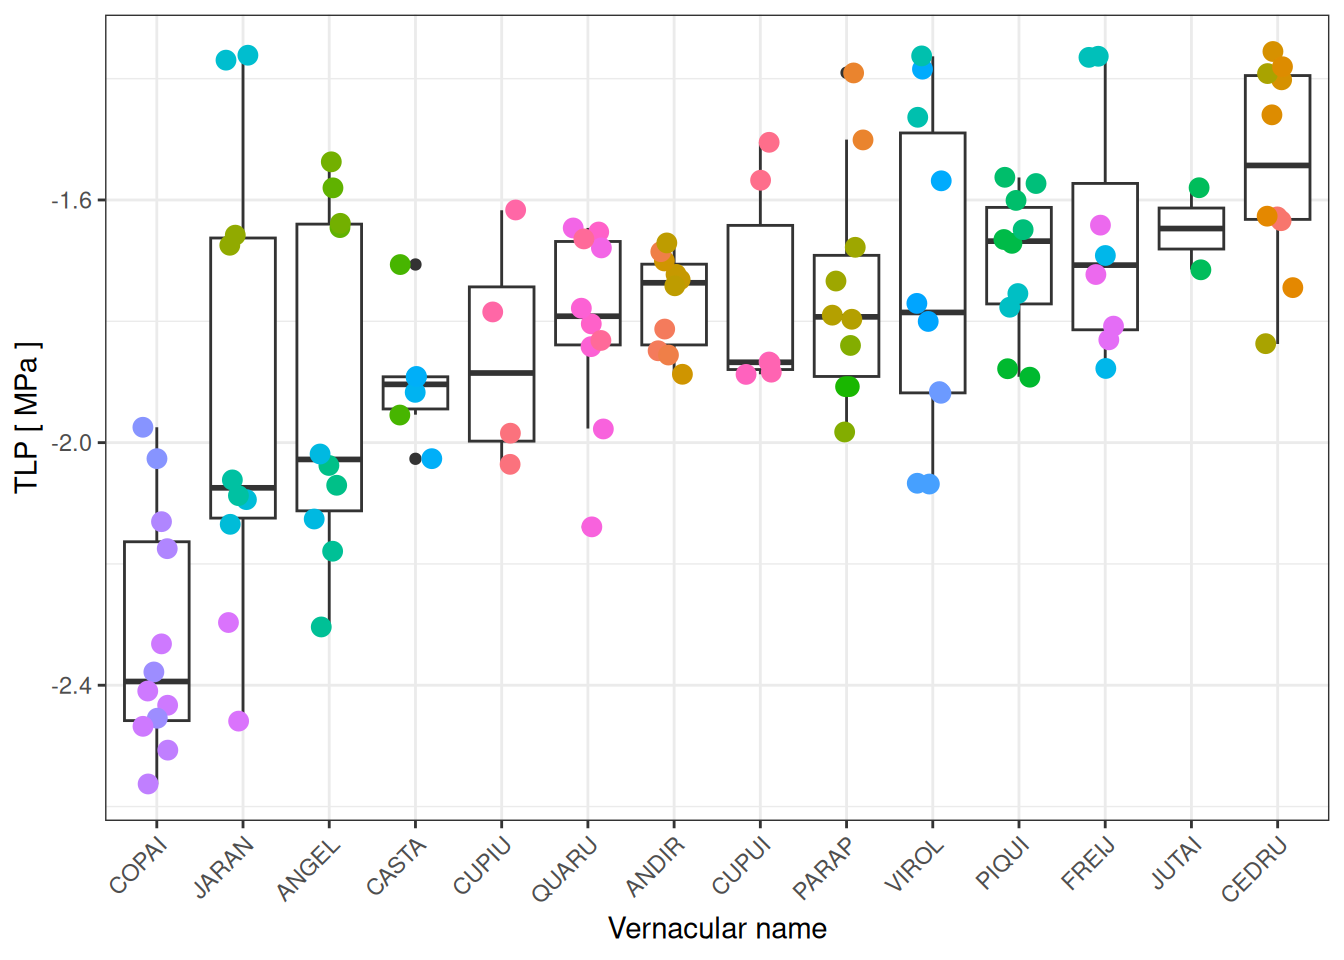 TLP [ MPa ]
-1.6
-2.0
-2.4
COPAI
JARAN
ANGEL
CASTA
CUPIU
QUARU
ANDIR
CUPUI
PARAP
VIROL
PIQUI
FREIJ
JUTAI
CEDRU
Vernacular name